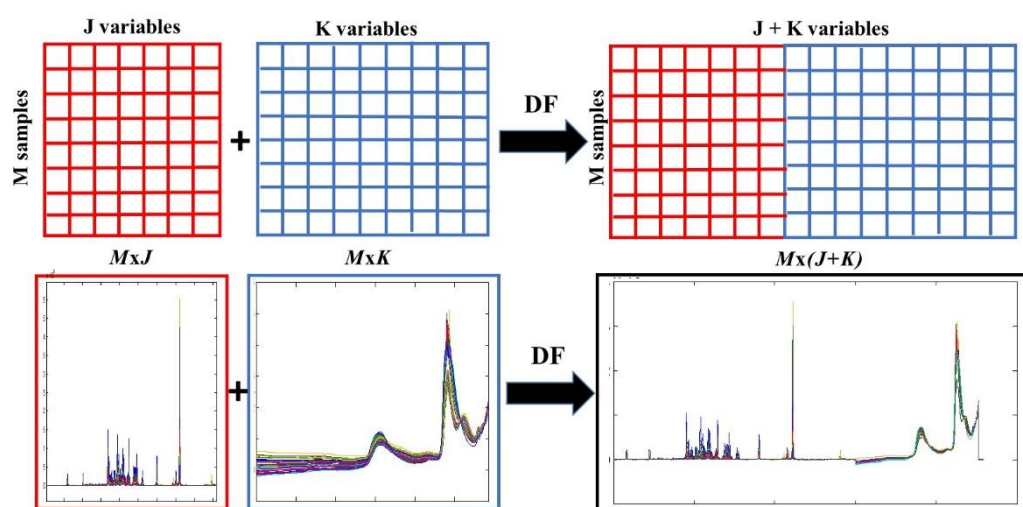 J variables
K variables
J + K variables
M samples
+
DF
M samples
MxJ
MxK
Mx(J+K)
+
DF